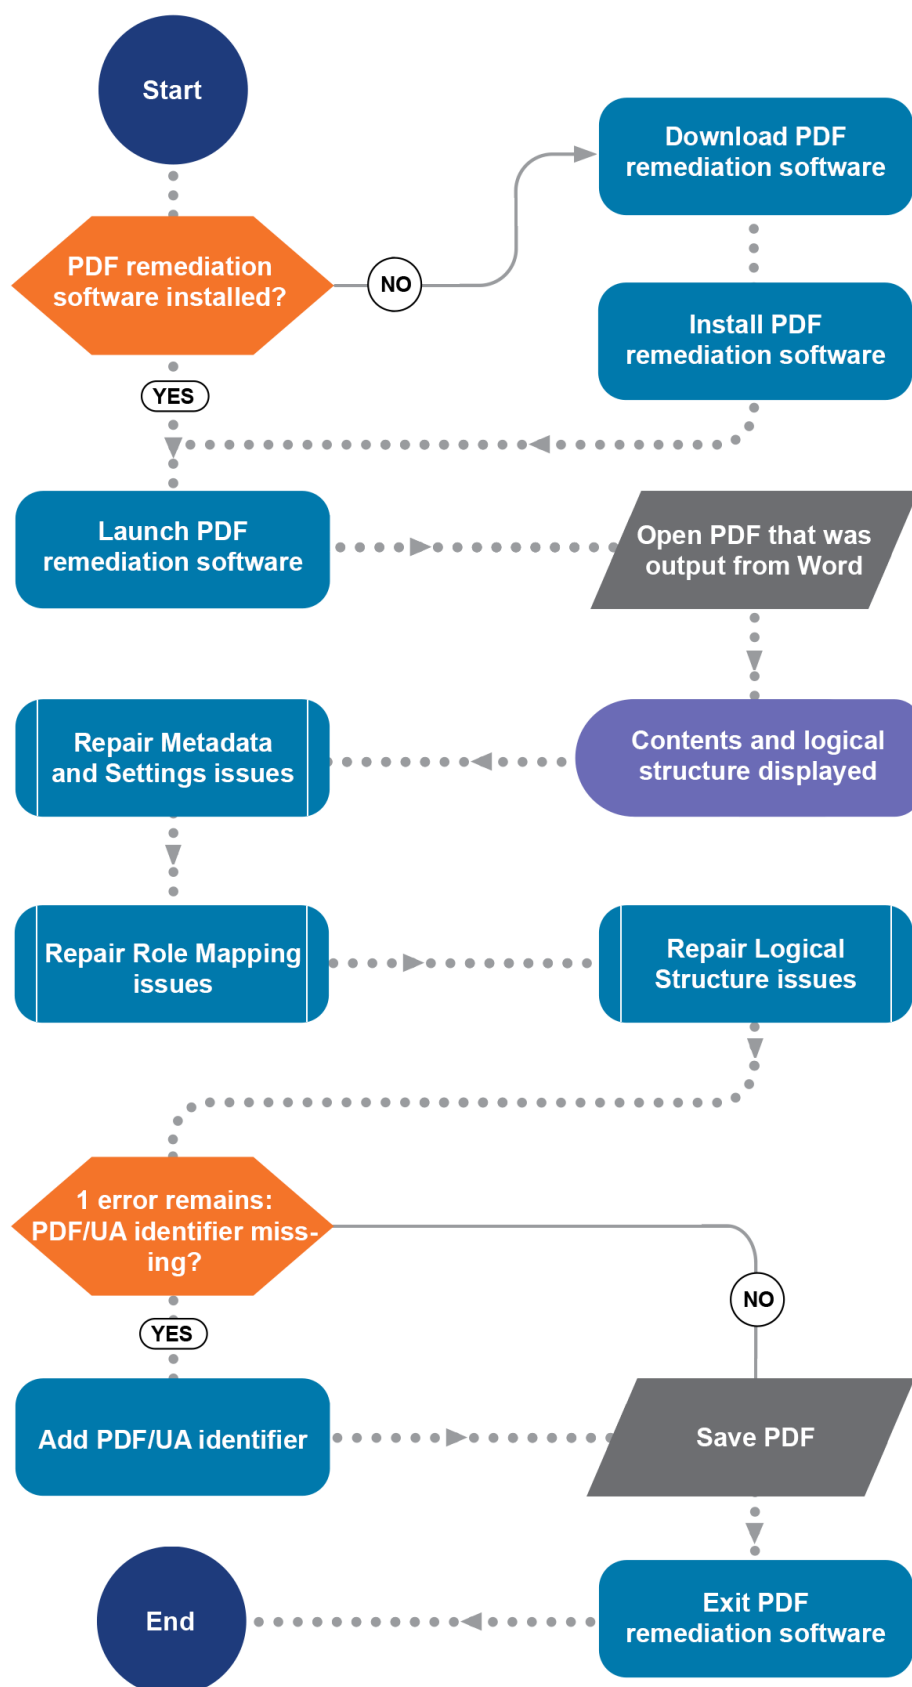 Start
PDF remediation
software installed?
NO
Download PDF
remediation software
Install PDF
remediation software
YES
Launch PDF
remediation software
Open PDF that was
output from Word
Contents and logical
structure displayed
Repair Metadata
and Settings issues
Repair Role Mapping
issues
Repair Logical
Structure issues
1 error remains:
PDF/UA identifier miss-
ing?
NO
YES
Add PDF/UA identifier
Save PDF
Exit PDF
remediation software
End